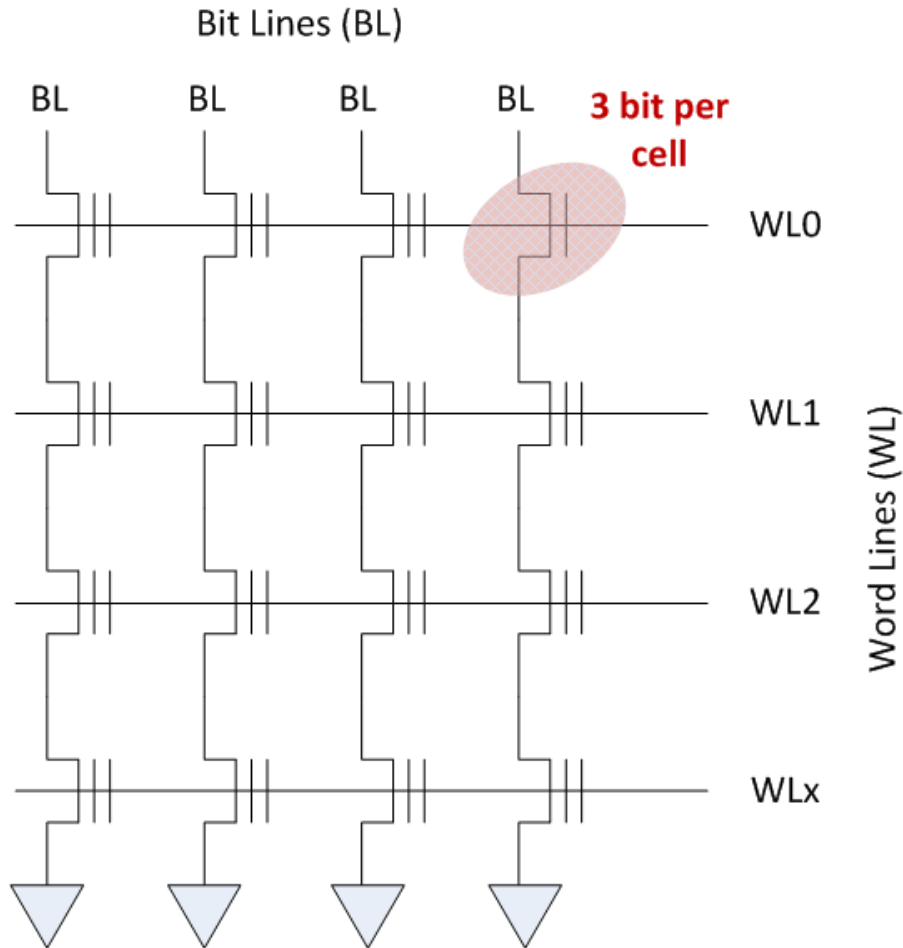 Bit Lines (BL)
BL BL BL BL
3 bit per
cell
WL0
WL1
WL2
WLx
Word Lines (WL)